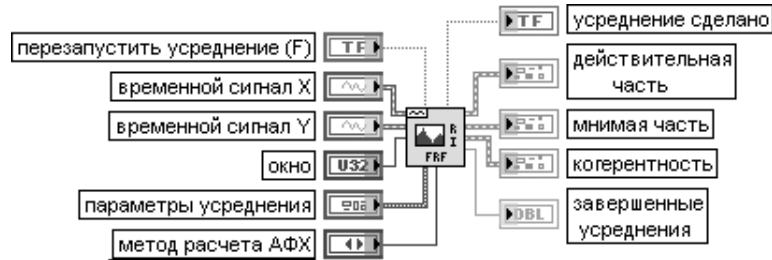 перезапустить усреднение (F)
TF
временной сигнал X
временной сигнал Y
окно
U32
параметры усреднения
метод расчета АФХ
R
I
FRF
TF
усреднение сделано
действительная
часть
мнимая часть
когерентность
DBL
завершенные
усреднения